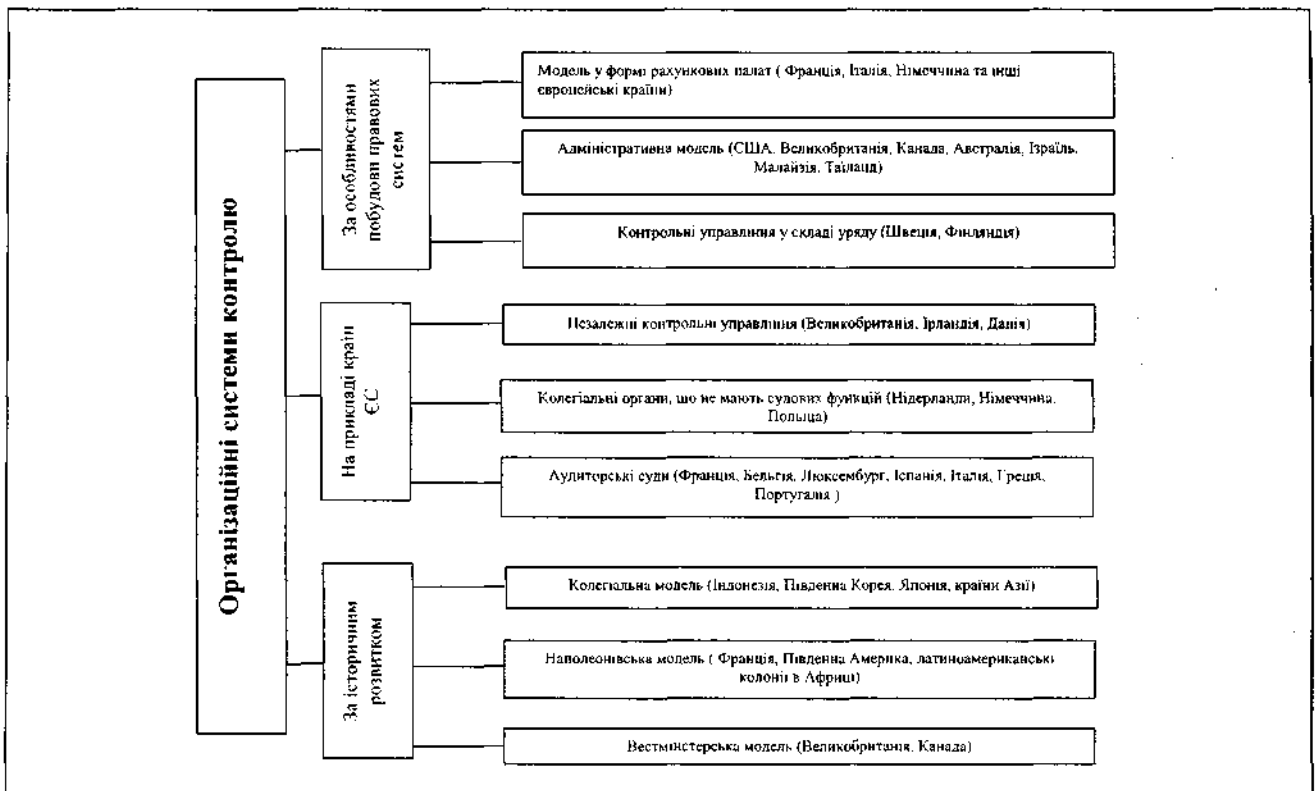 Організаційні системи контролю
За особливостями
побудови правових
систем
Модель у формі рахункових палат ( Франція, Італія, Німеччина та інші
європейські країни)
Адміністративна модель (США, Великобританія, Канада, Австралія, Ізраїль,
Малайзія, Таїланд)
Контрольні управління у складі уряду (Швеція, Фінляндія)
На прикладі країн
ЄС
Незалежні контрольні управління (Великобританія, Ірландія, Данія)
Колегіальні органи, що не мають судових функцій (Нідерланди, Німеччина,
Польща)
Аудиторські суди (Франція, Бельгія, Люксембург, Іспанія, Італія, Греція,
Португалія )
За історичним
розвитком
Колегіальна модель (Індонезія, Південна Корея, Японія, країни Азії)
Наполеонівська модель ( Франція, Південна Америка, латиноамериканські
колонії в Африці)
Вестмінстерська модель (Великобританія, Канада)